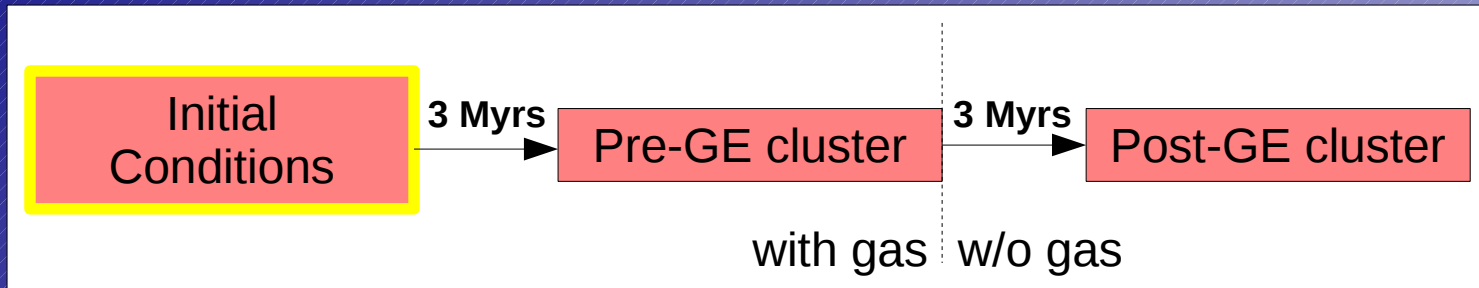 Initial
Conditions
3 Myrs
Pre-GE cluster
3 Myrs
Post-GE cluster
with gas
w/o gas